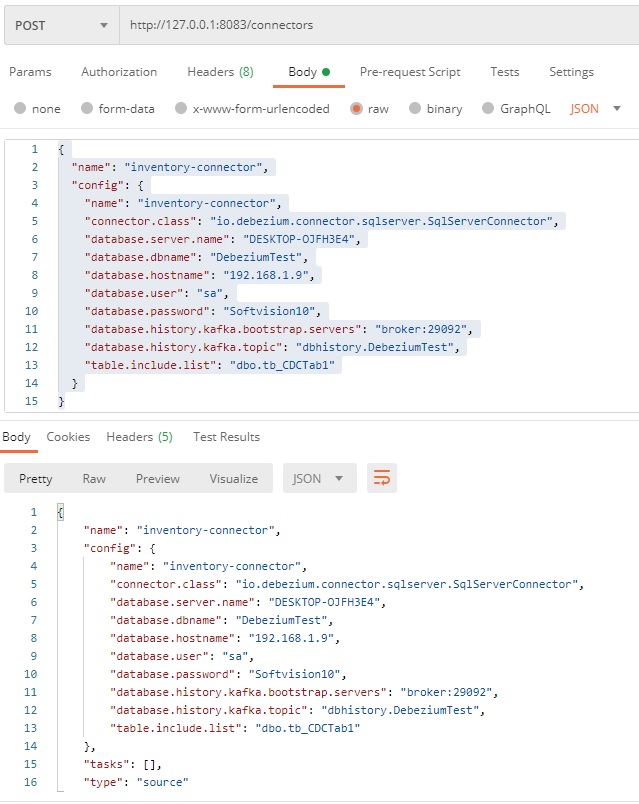 POST http://127.0.0.1:8083/connectors
Params Authorization Headers (8) Body Pre-request Script Tests Settings
none form-data x-www-form-urlencoded raw binary GraphQL JSON
1 {
2 "name": "inventory-connector",
3 "config": {
4 "name": "inventory-connector",
5 "connector.class": "io.debezium.connector.sqlserver.SqlServerConnector",
6 "database.server.name": "DESKTOP-OJFH3E4",
7 "database.dbname": "DebeziumTest",
8 "database.hostname": "192.168.1.9",
9 "database.user": "sa",
10 "database.password": "Softvision10",
11 "database.history.kafka.bootstrap.servers": "broker:29092",
12 "database.history.kafka.topic": "dbhistory.DebeziumTest",
13 "table.include.list": "dbo.tb_CDCTab1"
14 }
15 }
Body Cookies Headers (5) Test Results
Pretty Raw Preview Visualize JSON
1 {
2 "name": "inventory-connector",
3 "config": {
4 "name": "inventory-connector",
5 "connector.class": "io.debezium.connector.sqlserver.SqlServerConnector",
6 "database.server.name": "DESKTOP-OJFH3E4",
7 "database.dbname": "DebeziumTest",
8 "database.hostname": "192.168.1.9",
9 "database.user": "sa",
10 "database.password": "Softvision10",
11 "database.history.kafka.bootstrap.servers": "broker:29092",
12 "database.history.kafka.topic": "dbhistory.DebeziumTest",
13 "table.include.list": "dbo.tb_CDCTab1"
14 },
15 "tasks": [],
16 "type": "source"